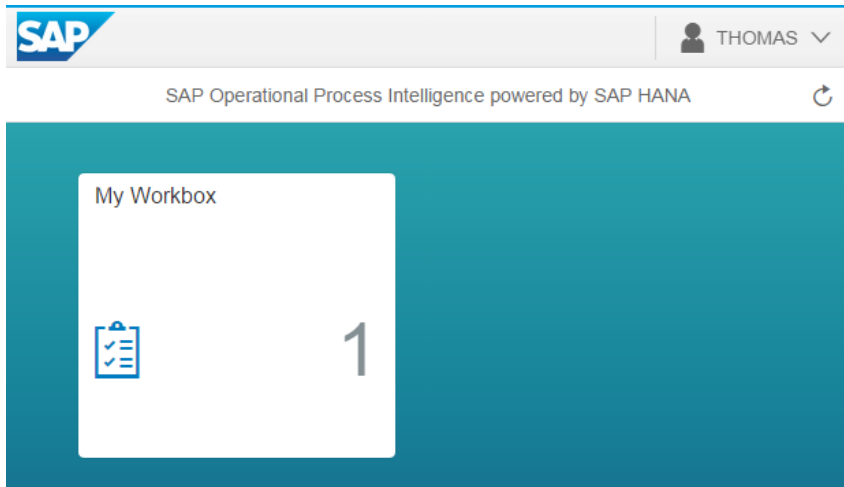 SAP
THOMAS
SAP Operational Process Intelligence powered by SAP HANA
My Workbox
1